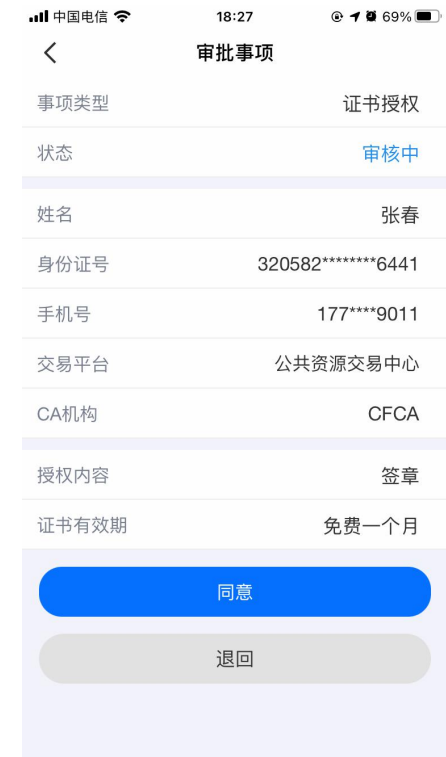 中国电信 18:27 69%
审批事项
事项类型 证书授权
状态 审核中
姓名 张春
身份证号 320582********6441
手机号 177****9011
交易平台 公共资源交易中心
CA机构 CFCA
授权内容 签章
证书有效期 免费一个月
同意
退回